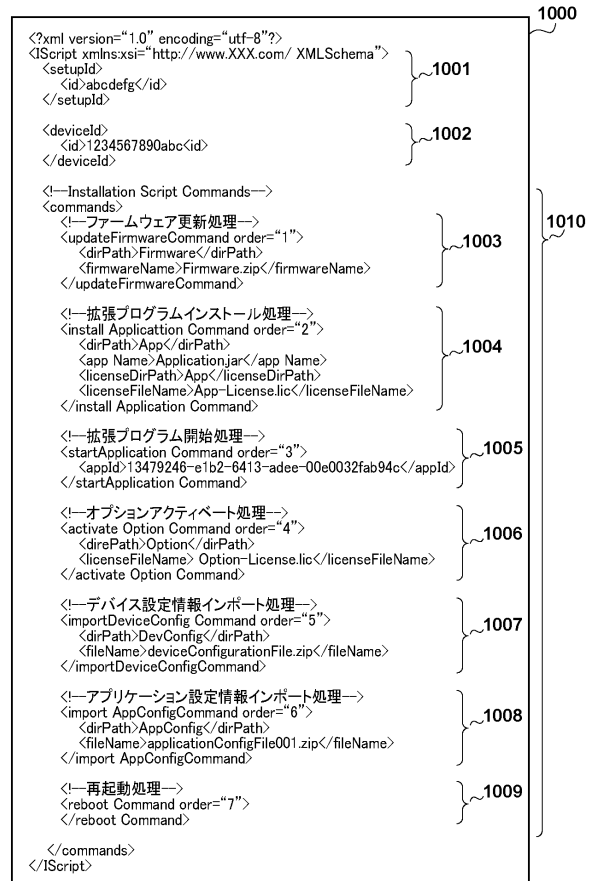 1000
<?xml version=“1.0” encoding=“utf-8”?>
<IScript xmlns:xsi=“http://www.XXX.com/ XMLSchema”>
<setupId>
<id>abcdefg</id>
</setupId>
1001
<deviceId>
<id>1234567890abc<id>
</deviceId>
1002
<!--Installation Script Commands-->
<commands>
1010
<!--ファームウェア更新処理-->
<updateFirmwareCommand order=“1”>
<dirPath>Firmware</dirPath>
<firmwareName>Firmware.zip</firmwareName>
</updateFirmwareCommand>
1003
<!--拡張プログラムインストール処理-->
<install Applicattion Command order=“2”>
<dirPath>App</dirPath>
<app Name>Application.jar</app Name>
<licenseDirPath>App</licenseDirPath>
<licenseFileName>App-License.lic</licenseFileName>
</install Application Command>
1004
<!--拡張プログラム開始処理-->
<startApplication Command order=“3”>
<appId>13479246-e1b2-6413-adee-00e0032fab94c</appId>
</startApplication Command>
1005
<!--オプションアクティベート処理-->
<activate Option Command order=“4”>
<direPath>Option</dirPath>
<licenseFileName> Option-License.lic</licenseFileName>
</activate Option Command>
1006
<!--デバイス設定情報インポート処理-->
<importDeviceConfig Command order=“5”>
<dirPath>DevConfig</dirPath>
<fileName>deviceConfigurationFile.zip</fileName>
</importDeviceConfigCommand>
1007
<!--アプリケーション設定情報インポート処理-->
<import AppConfigCommand order=“6”>
<dirPath>AppConfig</dirPath>
<fileName>applicationConfigFile001.zip</fileName>
</import AppConfigCommand>
1008
<!--再起動処理-->
<reboot Command order=“7”>
</reboot Command>
1009
</commands>
</IScript>